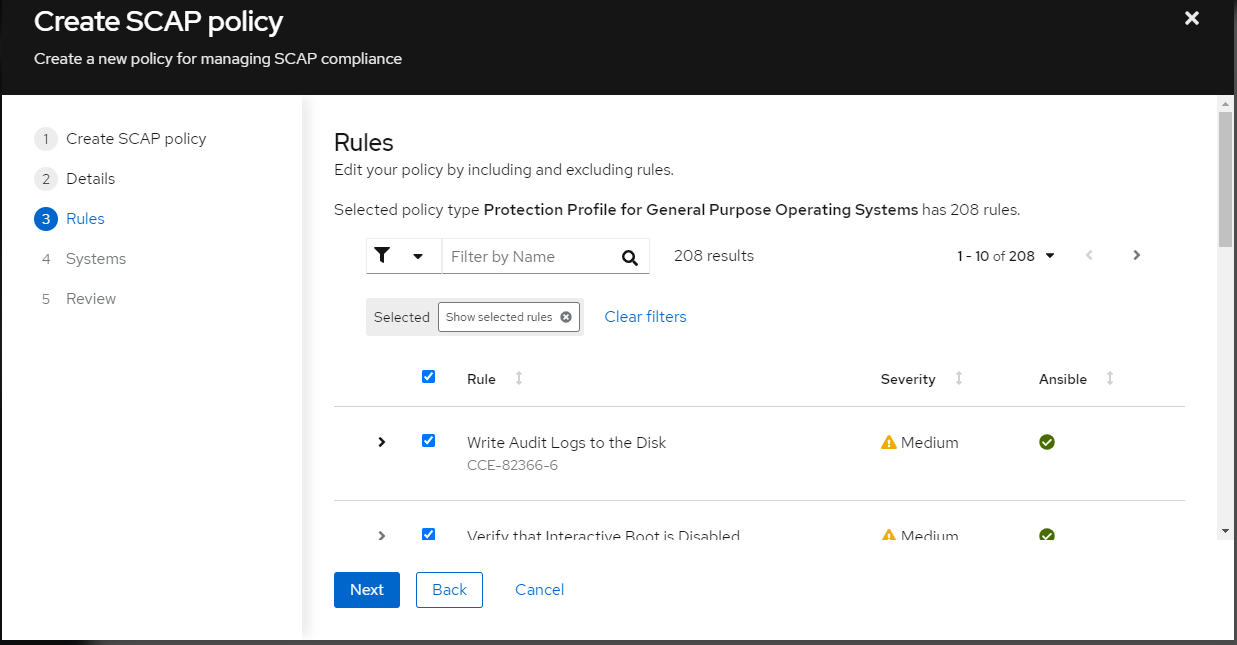 Create SCAP policy
Create a new policy for managing SCAP compliance
1 Create SCAP policy
2 Details
3 Rules
4 Systems
5 Review
Rules
Edit your policy by including and excluding rules.
Selected policy type Protection Profile for General Purpose Operating Systems has 208 rules.
Filter by Name 208 results 1 - 10 of 208
Selected Show selected rules Clear filters
Rule Severity Ansible
Write Audit Logs to the Disk Medium
CCE-82366-6
Verify that Interactive Boot is Disabled Medium
Next Back Cancel